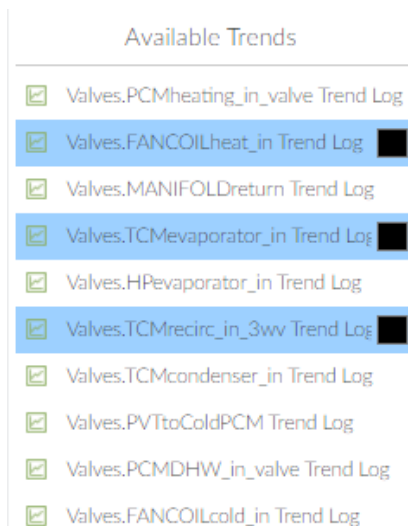 Available Trends
Valves.PCMheating_in_valve Trend Log
Valves.FANCOILheat_in Trend Log
Valves.MANIFOLDreturn Trend Log
Valves.TCMevaporator_in Trend Log
Valves.HPevaporator_in Trend Log
Valves.TCMrecirc_in_3wv Trend Log
Valves.TCMcondenser_in Trend Log
Valves.PVTtoColdPCM Trend Log
Valves.PCMDHW_in_valve Trend Log
Valves.FANCOILcold_in Trend Log